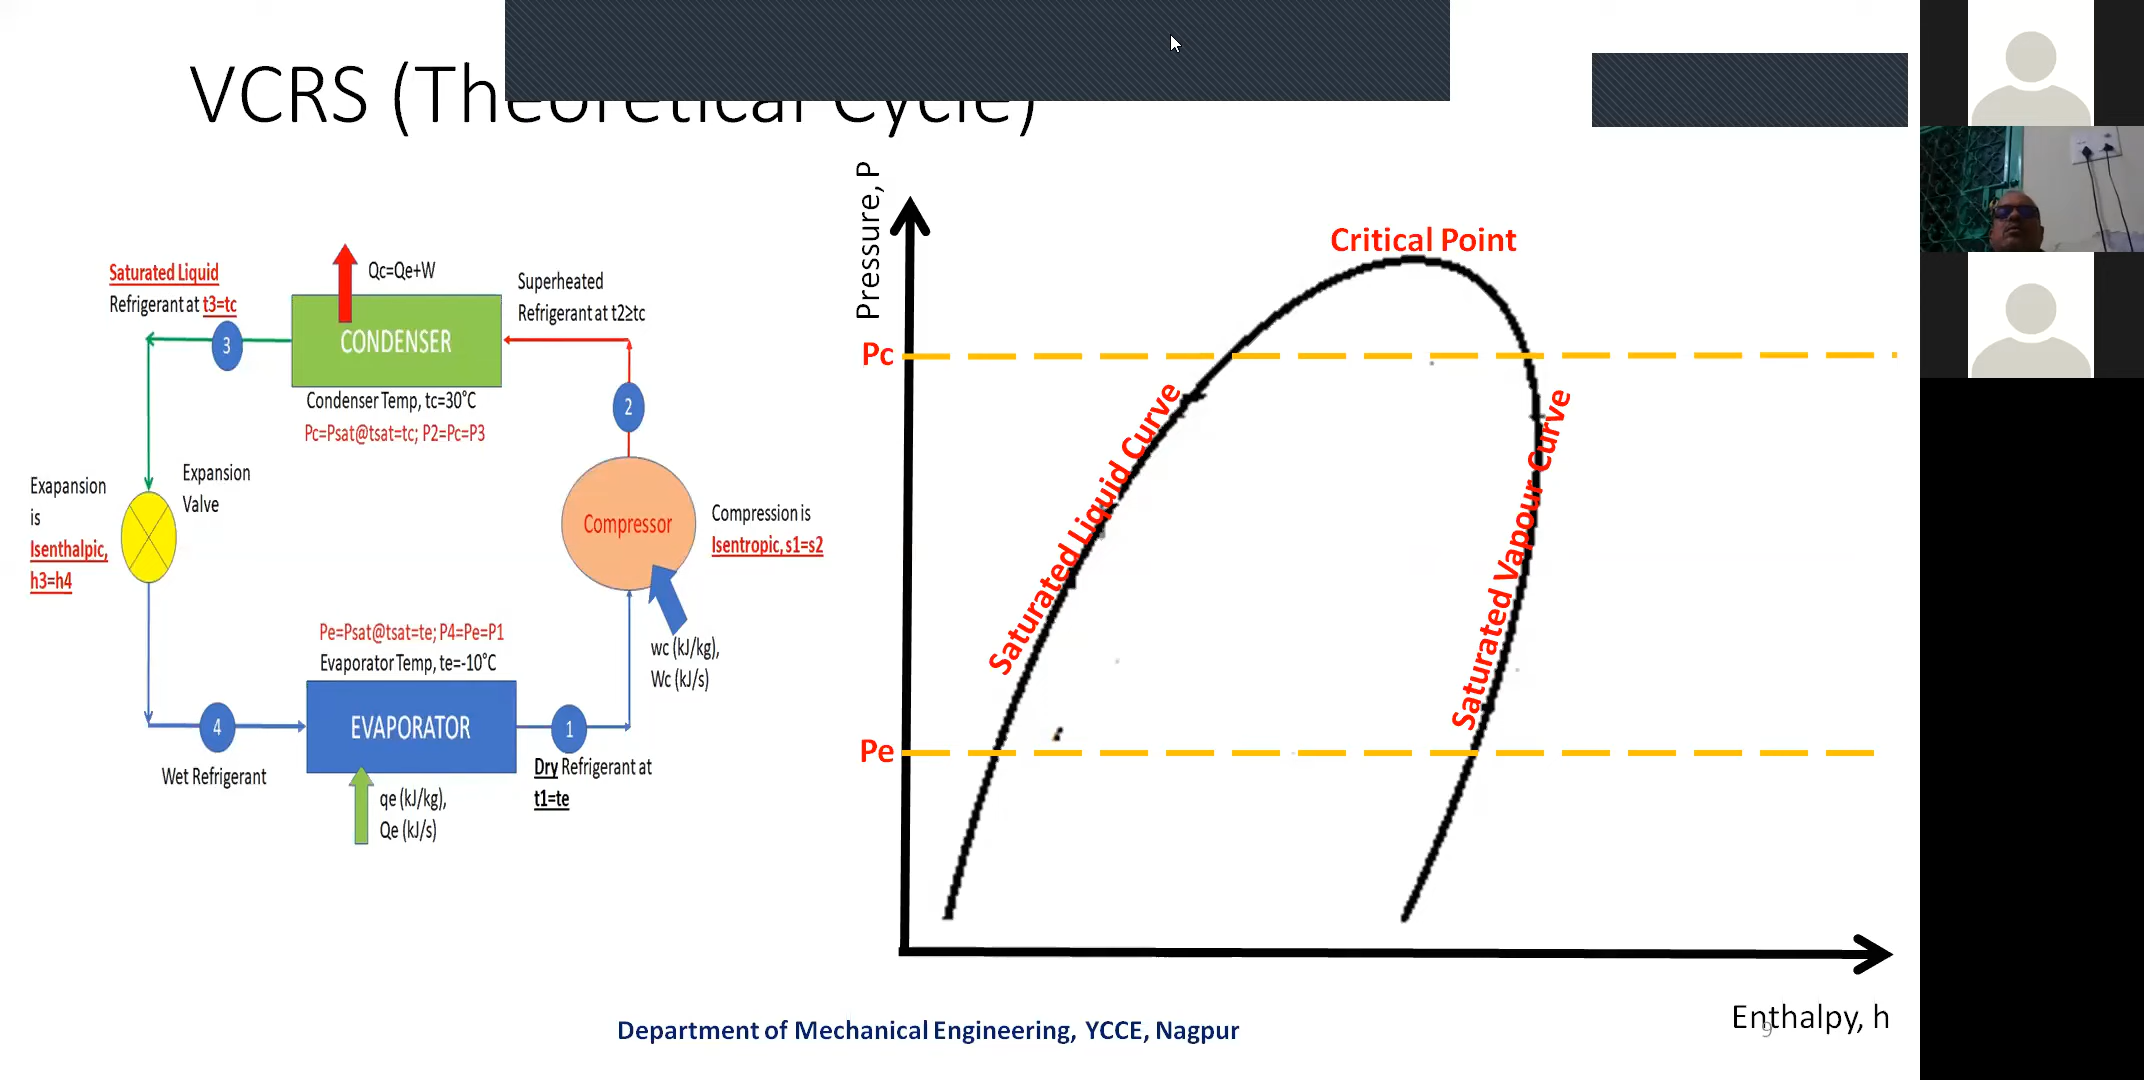 VCRS (Theoretical Cycle)
Saturated Liquid
Refrigerant at t3=tc
Qc=Qe+W
Superheated
Refrigerant at t2≥tc
3
CONDENSER
2
Condenser Temp, tc=30°C
Pc=Psat@tsat=tc; P2=Pc=P3
Exapansion
is
Isenthalpic,
h3=h4
Expansion
Valve
Compressor
Compression is
Isentropic, s1=s2
Pe=Psat@tsat=te; P4=Pe=P1
Evaporator Temp, te=-10°C
wc (kJ/kg),
Wc (kJ/s)
4
EVAPORATOR
1
Wet Refrigerant
Dry Refrigerant at
t1=te
qe (kJ/kg),
Qe (kJ/s)
Pressure, P
Critical Point
Pc
Saturated Liquid Curve
Saturated Vapour Curve
Pe
Enthalpy, h
Department of Mechanical Engineering, YCCE, Nagpur
9